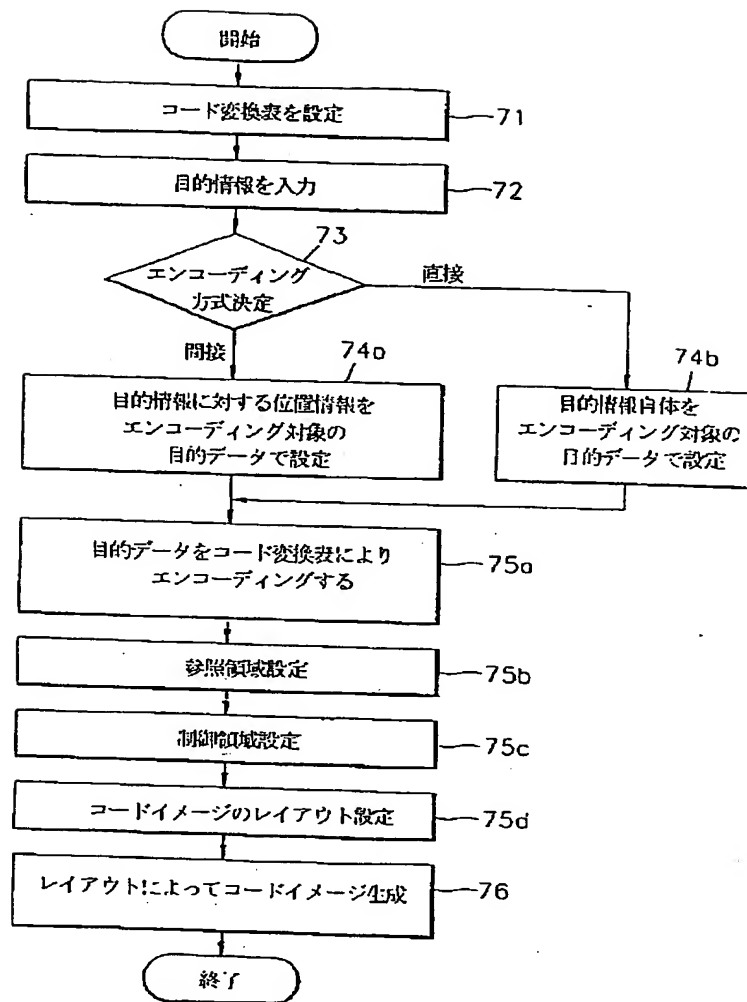 開始
コード変換表を設定
71
目的情報を入力
72
73
エンコーディング
方式決定
直接
間接
74a
目的情報に対する位置情報を
エンコーディング対象の
目的データで設定
74b
目的情報自体を
エンコーディング対象の
目的データで設定
目的データをコード変換表により
エンコーディングする
75a
参照領域設定
75b
制御領域設定
75c
コードイメージのレイアウト設定
75d
レイアウトによってコードイメージ生成
76
終了